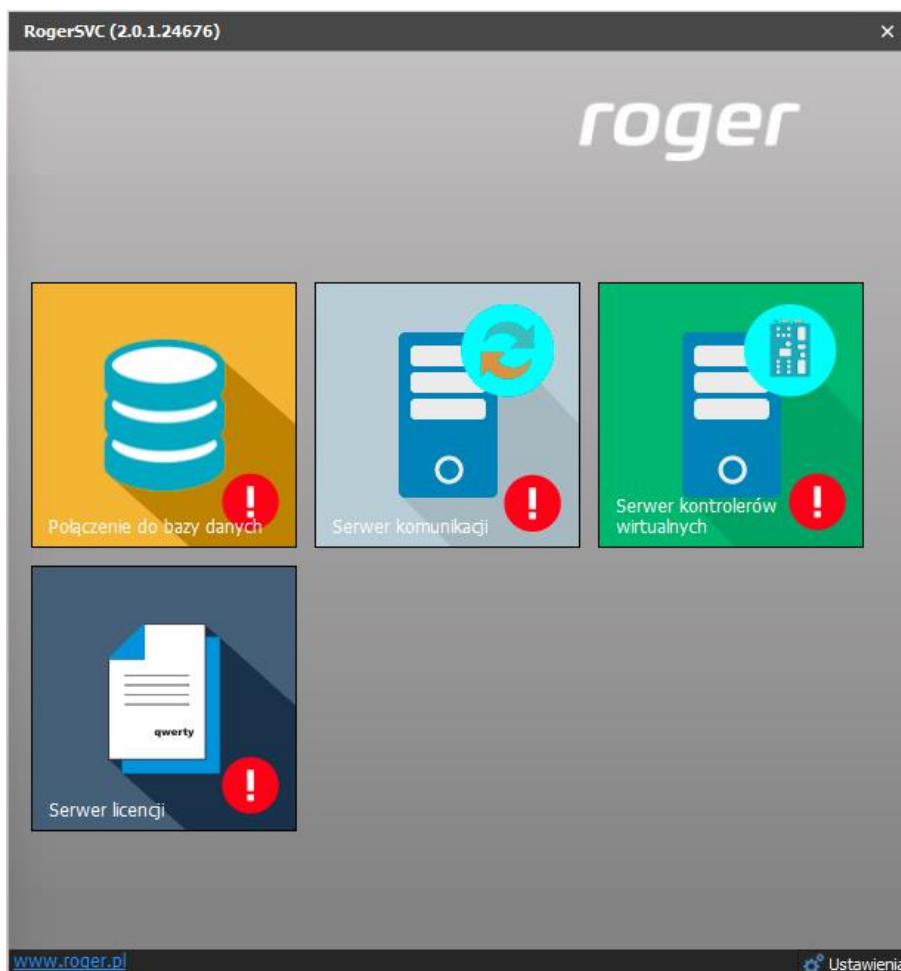 RogerSVC (2.0.1.24676)
roger
Połączenie do bazy danych
Serwer komunikacji
Serwer kontrolerów
wirtualnych
qwerty
Serwer licencji
www.roger.pl
Ustawienia